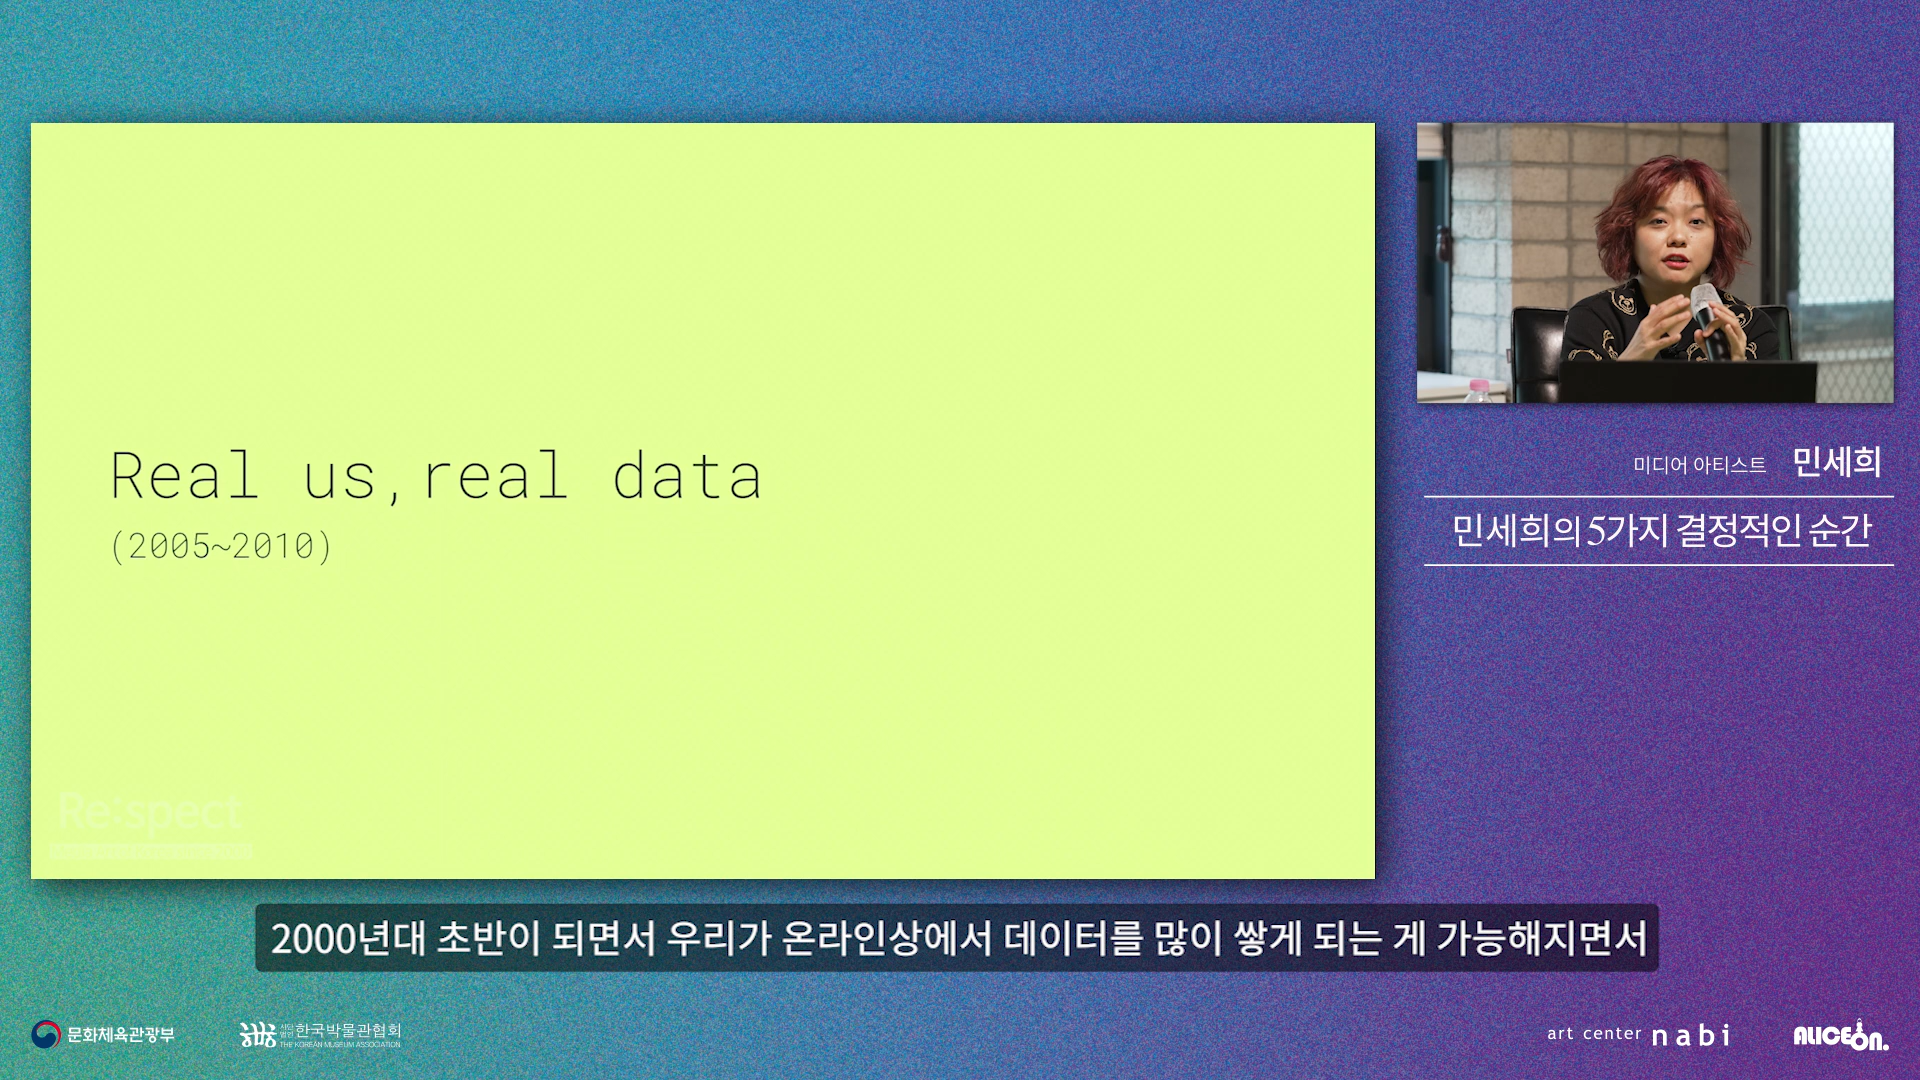 Real us,real data
(2005~2010)
Re:spect
미디어 아티스트 민세희
민세희의 5가지 결정적인 순간
2000년대 초반이 되면서 우리가 온라인상에서 데이터를 많이 쌓게 되는 게 가능해지면서
문화체육관광부
사단법인 한국박물관협회
THE KOREAN MUSEUM ASSOCIATION
art center nabi
ALICEON.